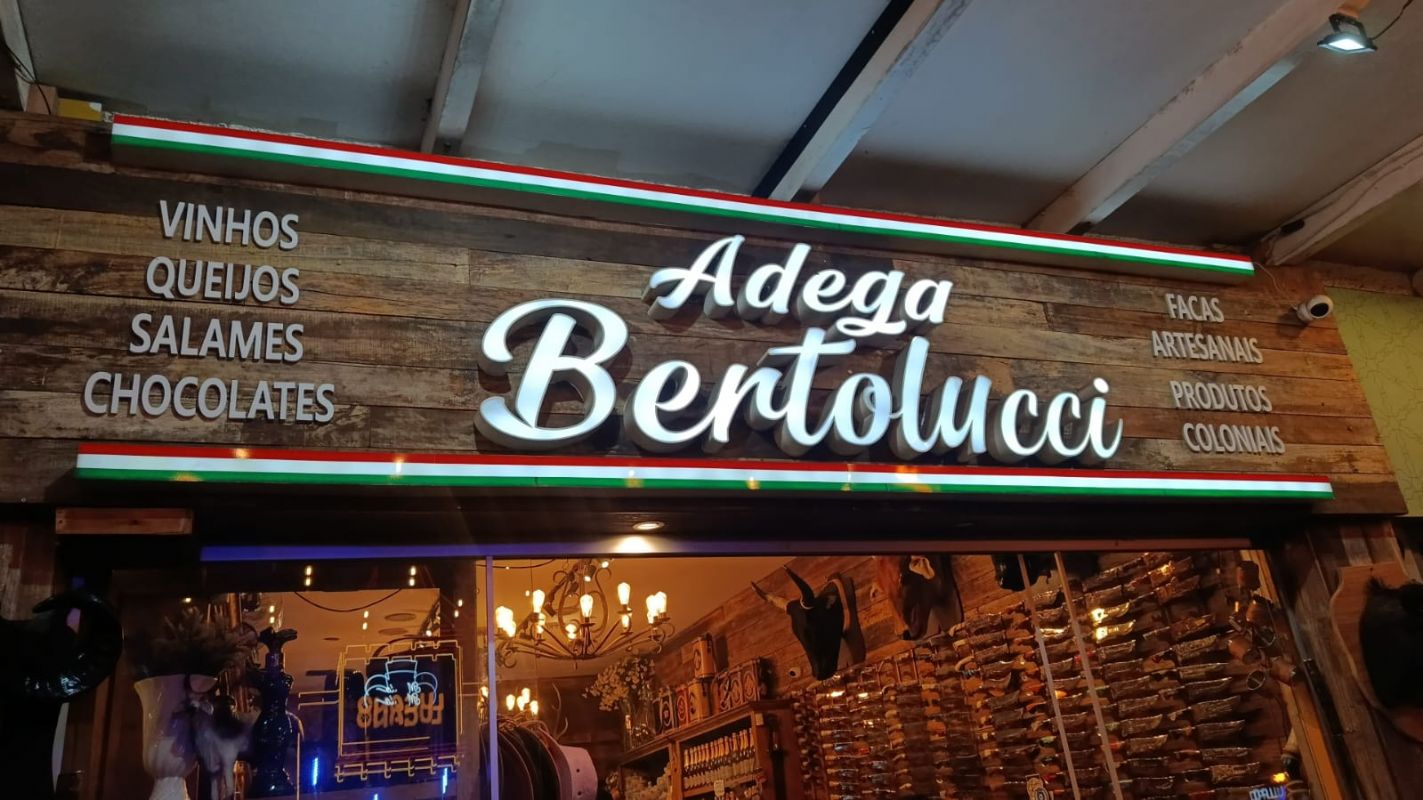 VINHOS
QUEIJOS
SALAMES
CHOCOLATES
Adega
Bertolucci
FACAS
ARTESANAIS
PRODUTOS
COLONIAIS